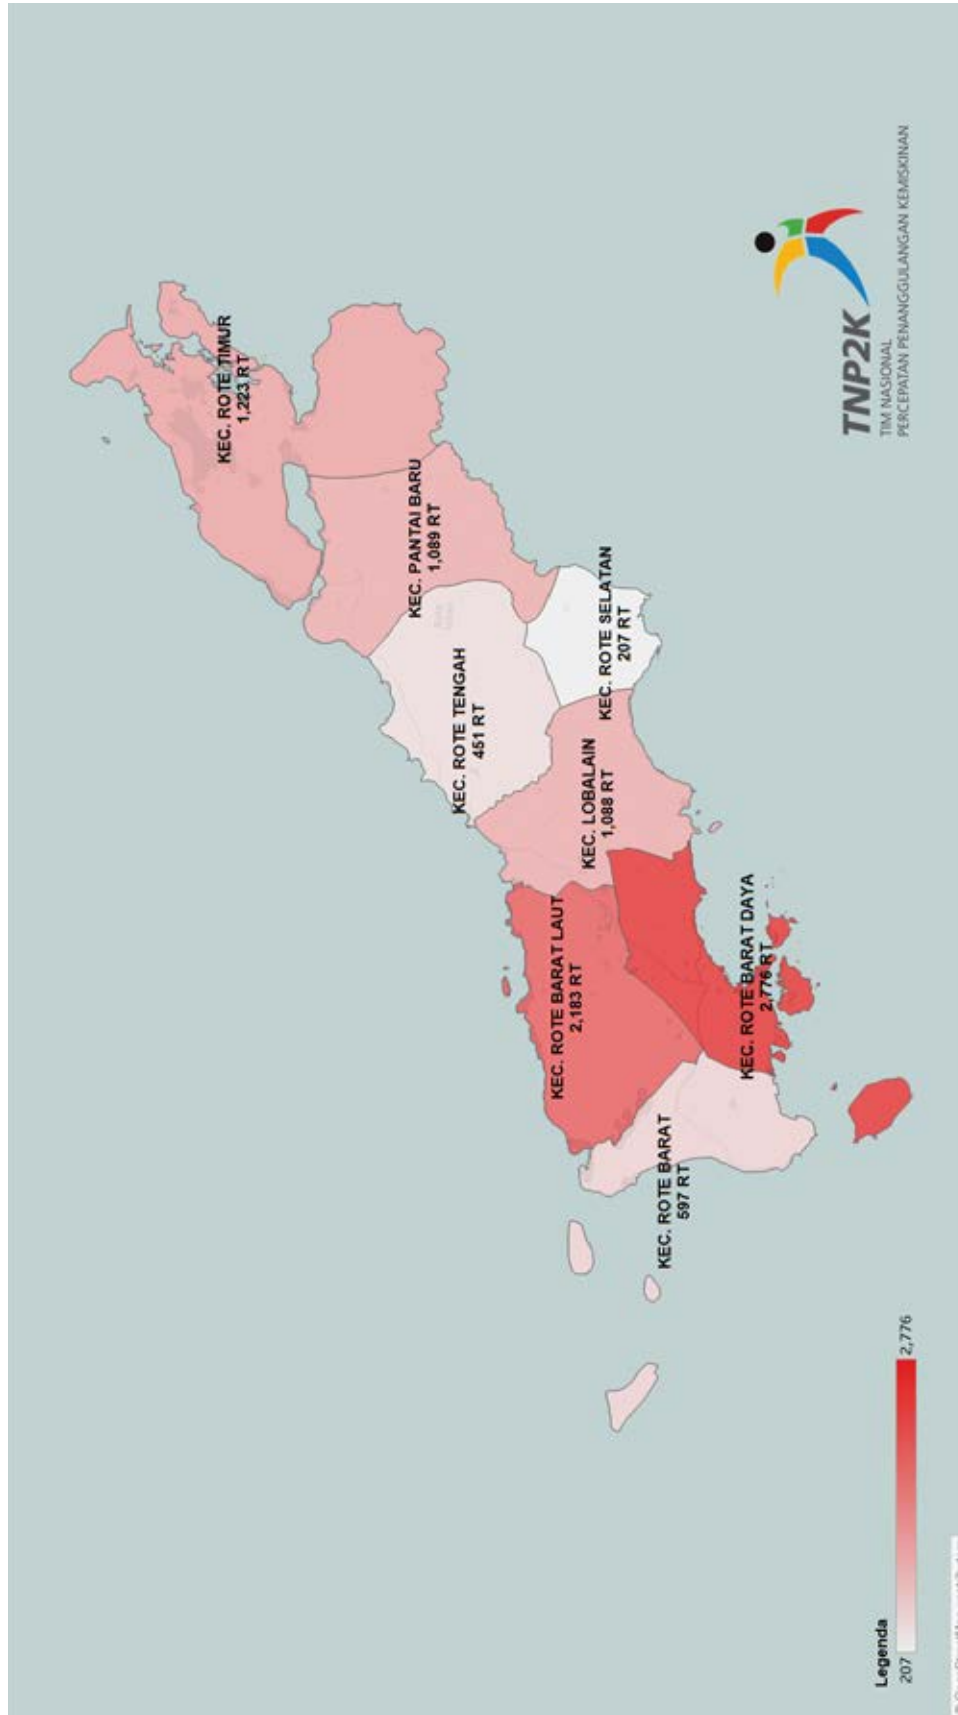 KEC. ROTE TIMUR
1,223 RT
KEC. PANTAI BARU
1,089 RT
KEC. ROTE TENGAH
451 RT
KEC. ROTE SELATAN
207 RT
KEC. LOBALAIN
1,088 RT
KEC. ROTE BARAT LAUT
2,183 RT
KEC. ROTE BARAT DAYA
2,776 RT
KEC. ROTE BARAT
597 RT
Legenda
207
2,776
TNP2K
TIM NASIONAL
PERCEPATAN PENANGGULANGAN KEMISKINAN